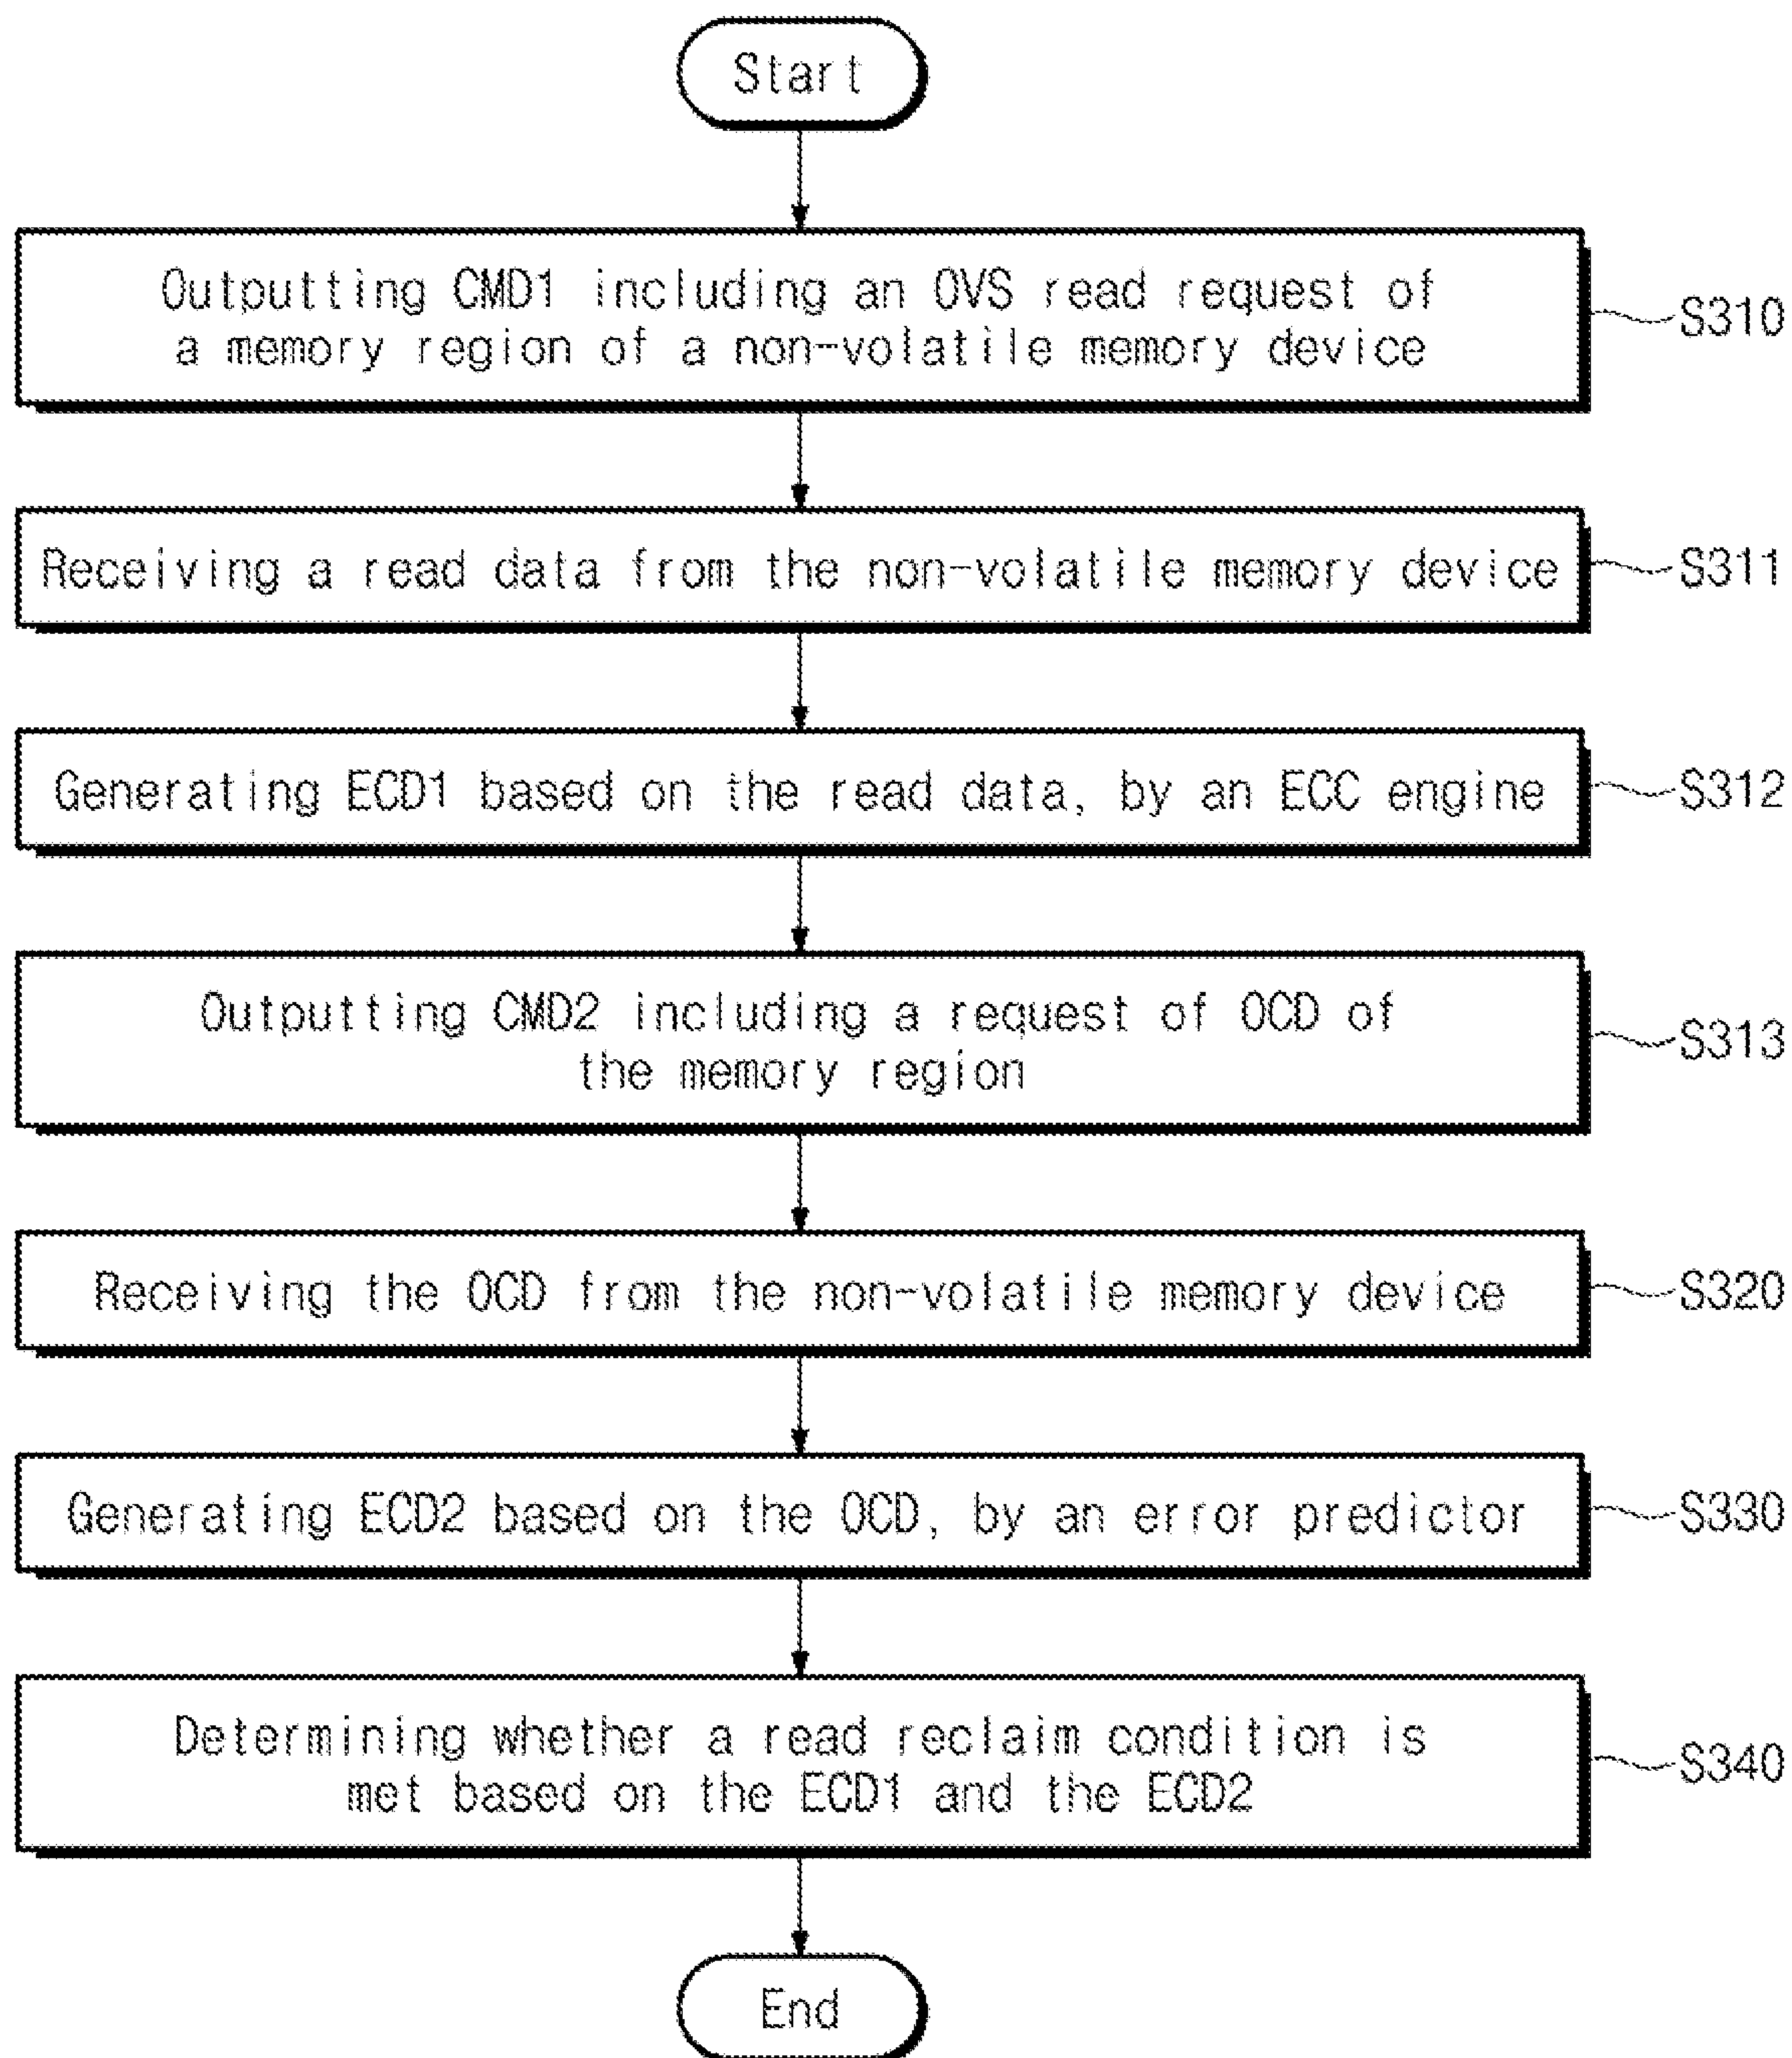 Start
Outputting CMD1 including an OVS read request of
a memory region of a non-volatile memory device
S310
Receiving a read data from the non-volatile memory device
S311
Generating ECD1 based on the read data, by an ECC engine
S312
Outputting CMD2 including a request of OCD of
the memory region
S313
Receiving the OCD from the non-volatile memory device
S320
Generating ECD2 based on the OCD, by an error predictor
S330
Determining whether a read reclaim condition is
met based on the ECD1 and the ECD2
S340
End